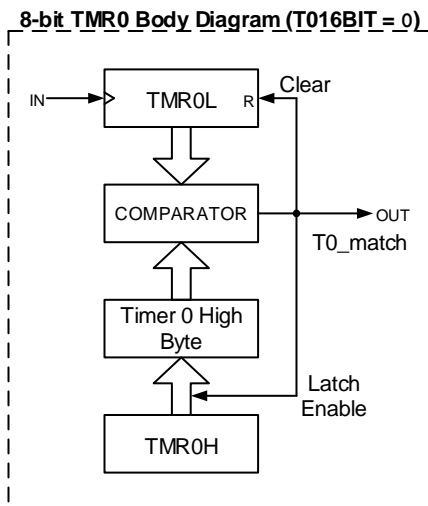 8-bit TMR0 Body Diagram (T016BIT = 0)
IN
TMR0L
R
Clear
COMPARATOR
OUT
T0_match
Timer 0 High
Byte
Latch
Enable
TMR0H